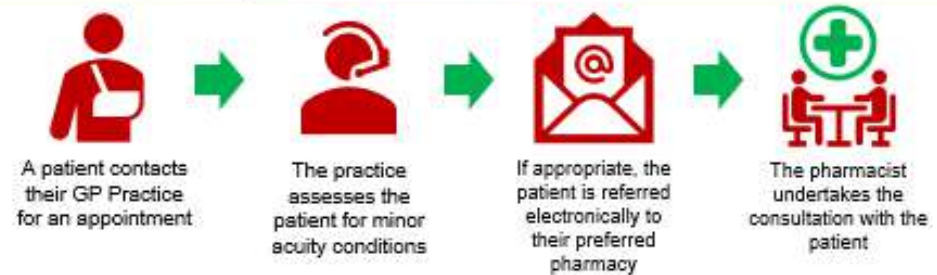 A patient contacts
their GP Practice
for an appointment
The practice
assesses the
patient for minor
acuity conditions
@
If appropriate, the
patient is referred
electronically to
their preferred
pharmacy
The pharmacist
undertakes the
consultation with the
patient